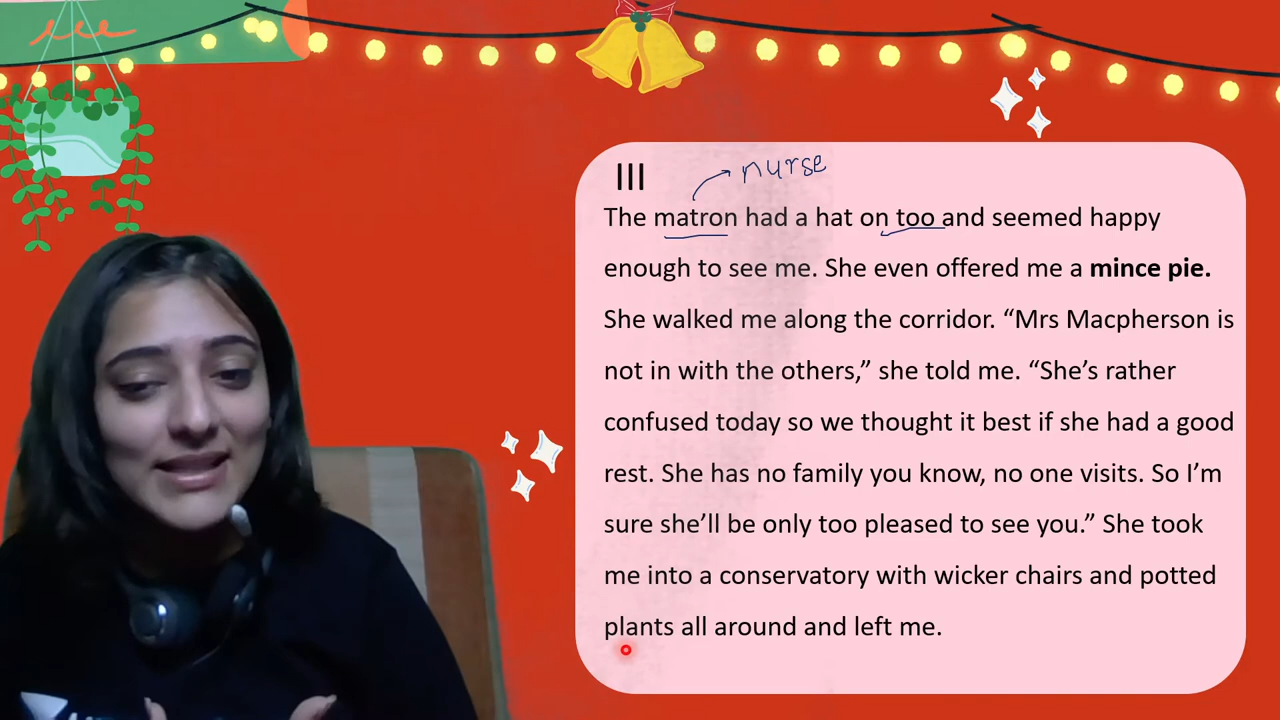 III
nurse
The matron had a hat on too and seemed happy
enough to see me. She even offered me a mince pie.
She walked me along the corridor. “Mrs Macpherson is
not in with the others,” she told me. “She’s rather
confused today so we thought it best if she had a good
rest. She has no family you know, no one visits. So I’m
sure she’ll be only too pleased to see you.” She took
me into a conservatory with wicker chairs and potted
plants all around and left me.